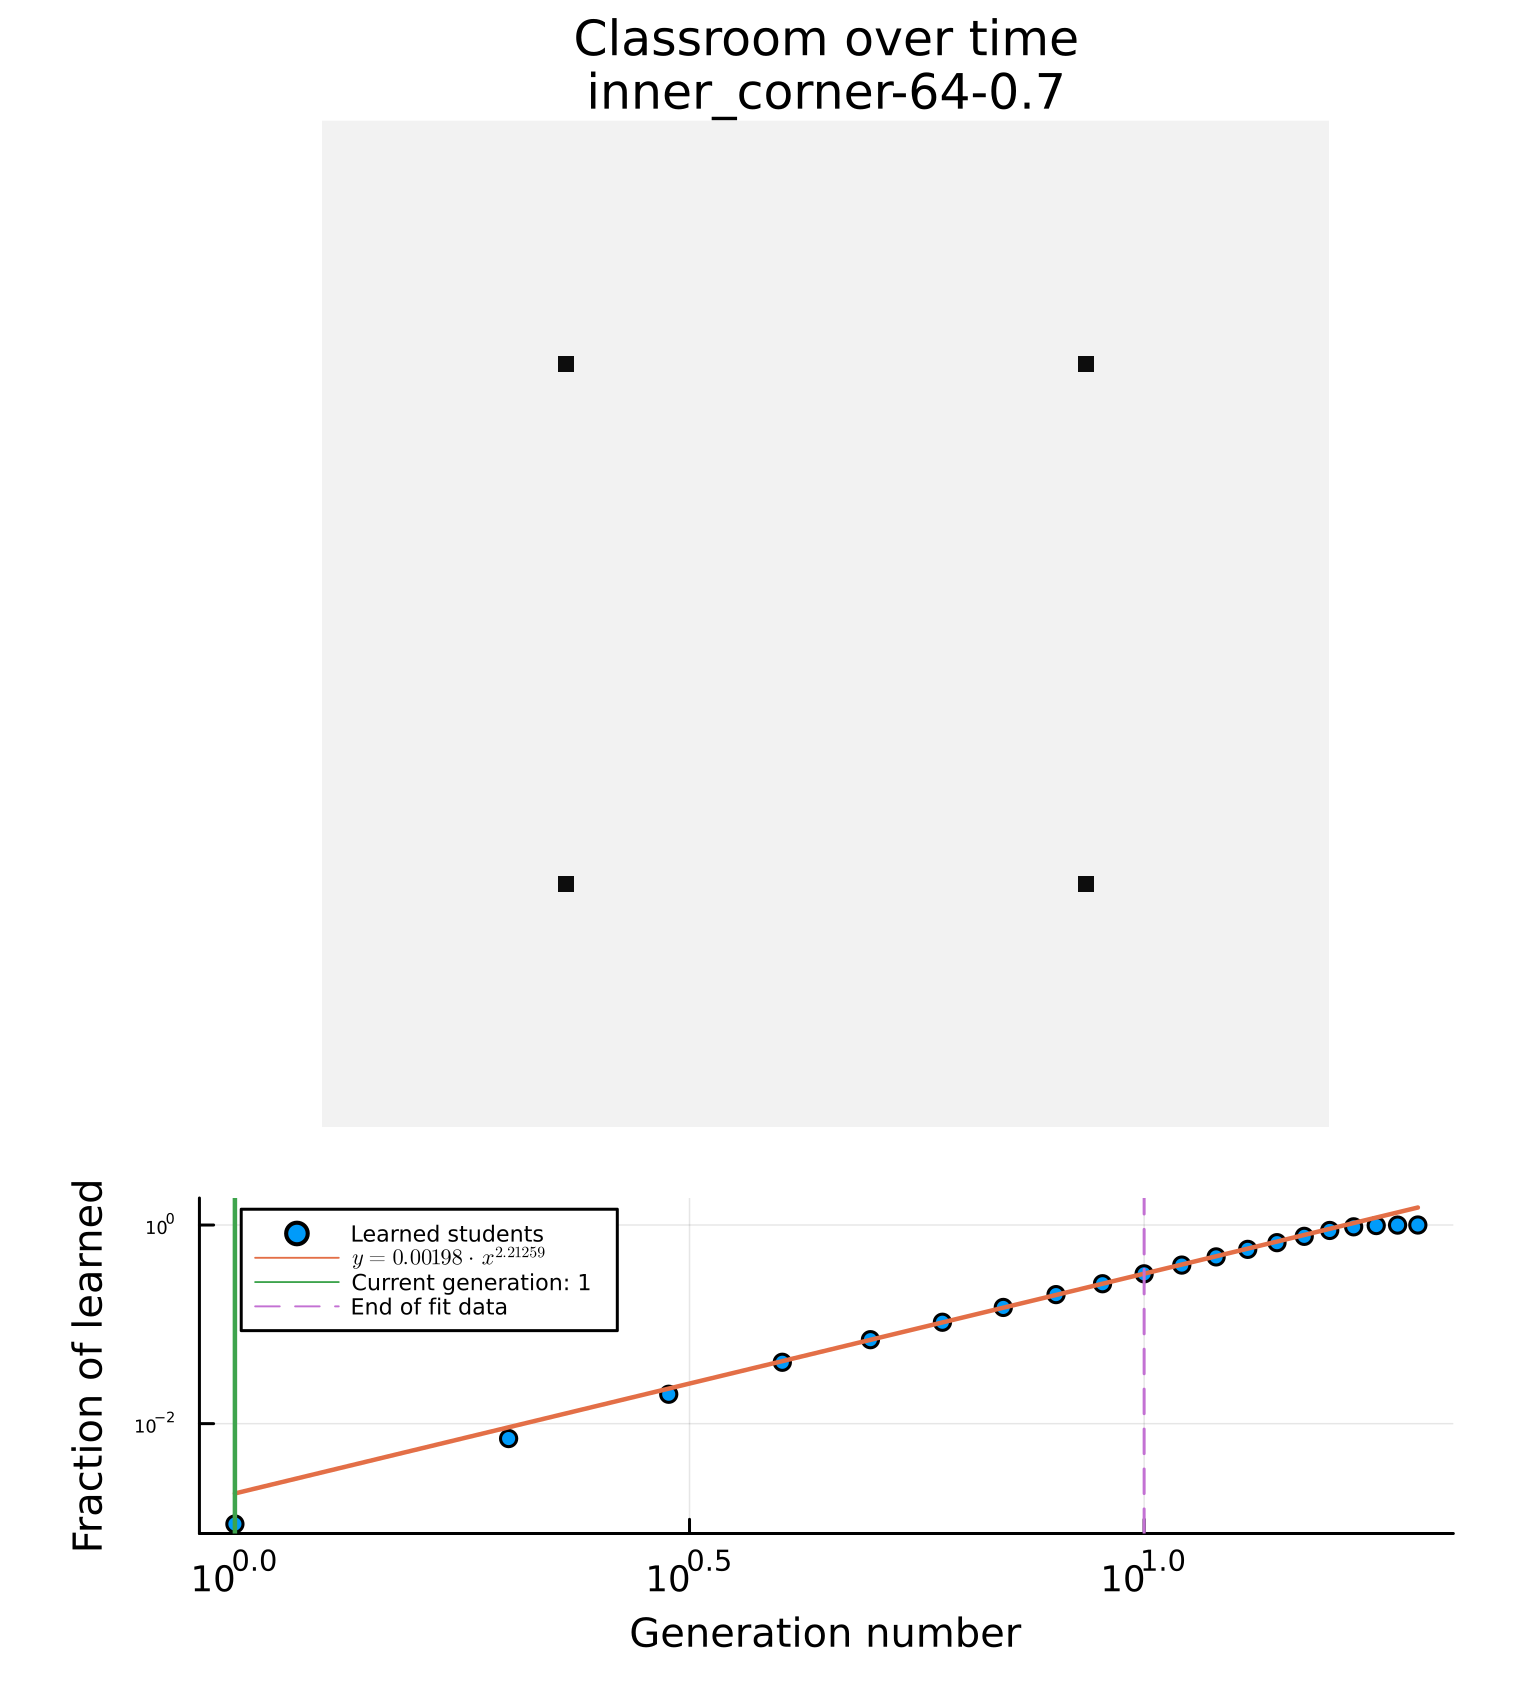 Classroom over time
inner_corner-64-0.7
Fraction of learned
10^0
10^−2
Learned students
y = 0.00198 · x^2.21259
Current generation: 1
End of fit data
10^0.0
10^0.5
10^1.0
Generation number